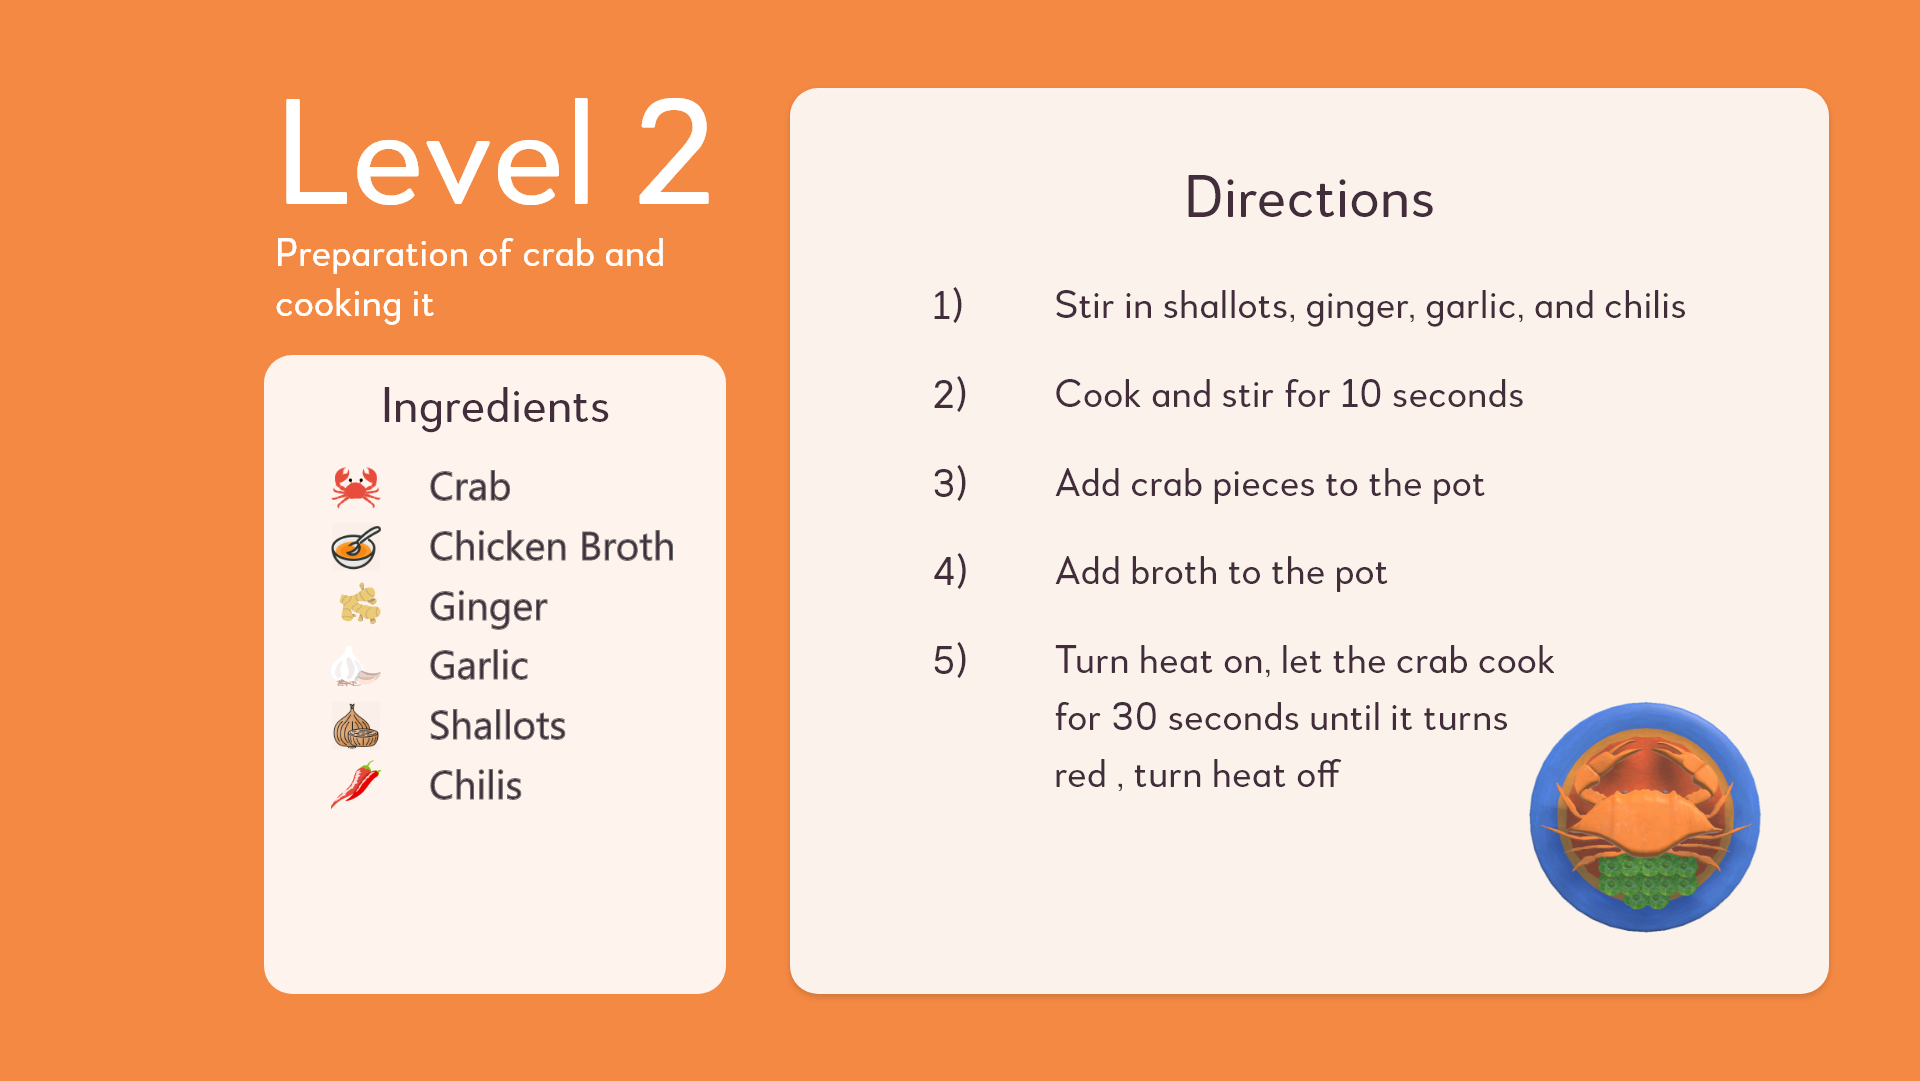 Level 2
Preparation of crab and
cooking it
Ingredients
Crab
Chicken Broth
Ginger
Garlic
Shallots
Chilis
Directions
1) Stir in shallots, ginger, garlic, and chilis
2) Cook and stir for 10 seconds
3) Add crab pieces to the pot
4) Add broth to the pot
5) Turn heat on, let the crab cook
for 30 seconds until it turns
red , turn heat off